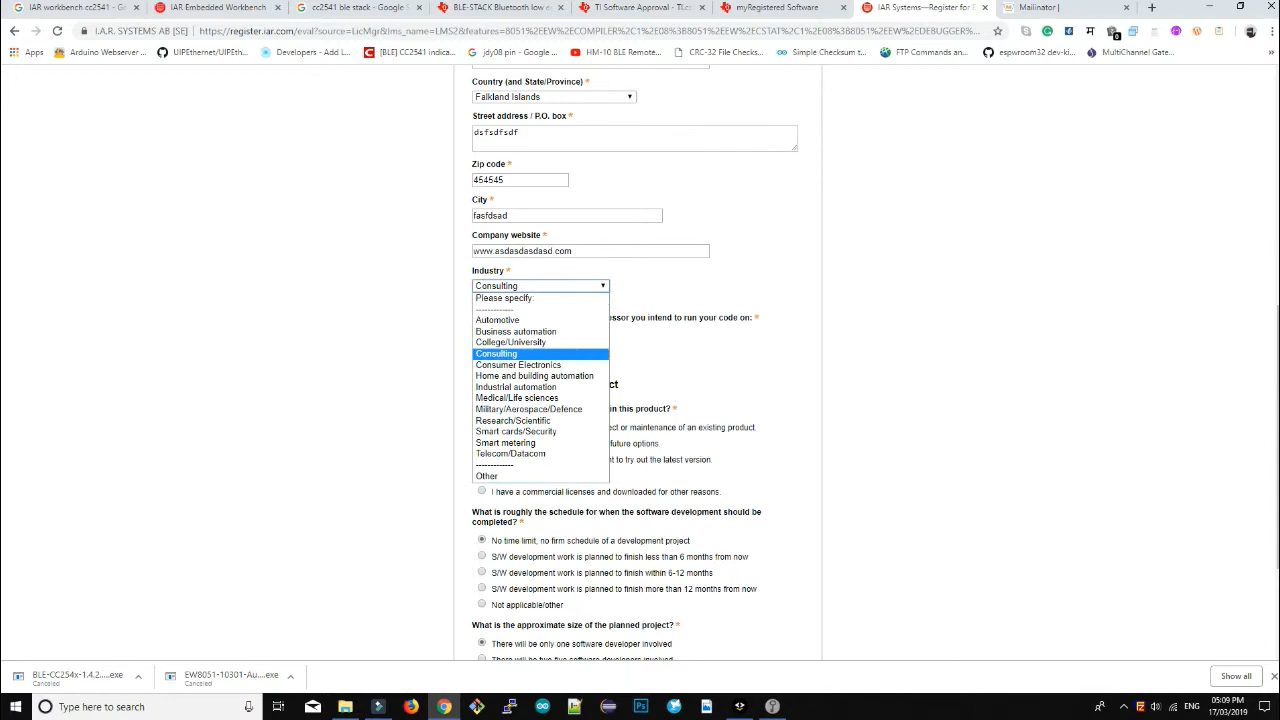 IAR workbench cc2541 - G
IAR Embedded Workbench
cc2541 ble stack - Google S
BLE-STACK Bluetooth low e
TI Software Approval - TI.c
myRegistered Software
IAR Systems—Register for E
Mailinator |
I.A.R. SYSTEMS AB [SE] | https://register.iar.com/eval?source=LicMgr&lms_name=LMS2&features=8051%2EEW%2ECOMPILER%2C1%2E08%3B8051%2EEW%2ECSTAT%2C1%2E08%3B8051%2EEW%2EDEBUGGER%...
Apps
Arduino Webserver ...
UIPEthernet/UIPEth...
Developers - Add L...
[BLE] CC2541 indica...
jdy08 pin - Google ...
HM-10 BLE Remote...
CRC-32 File Checks...
Simple Checksum t...
FTP Commands an...
espwroom32 dev-b...
MultiChannel Gate...
Country (and State/Province) *
Falkland Islands
Street address / P.O. box *
dsfsdfsdf
Zip code *
454545
City *
fasfdsad
Company website *
www.asdasdasdasd.com
Industry *
Consulting
Please specify:
-------------
essor you intend to run your code on: *
Automotive
Business automation
College/University
Consulting
Consumer Electronics
Home and building automation
ct
Industrial automation
Medical/Life sciences
Military/Aerospace/Defence
in this product? *
Research/Scientific
ect or maintenance of an existing product.
Smart cards/Security
Smart metering
future options.
Telecom/Datacom
nt to try out the latest version.
-------------
Other
I have a commercial licenses and downloaded for other reasons.
What is roughly the schedule for when the software development should be
completed? *
No time limit, no firm schedule of a development project
S/W development work is planned to finish less than 6 months from now
S/W development work is planned to finish within 6-12 months
S/W development work is planned to finish more than 12 months from now
Not applicable/other
What is the approximate size of the planned project? *
There will be only one software developer involved
There will be two-five software developers involved
BLE-CC254x-1.4.2....exe
Canceled
EW8051-10301-Au....exe
Canceled
Show all
Type here to search
ENG
05:09 PM
17/03/2019